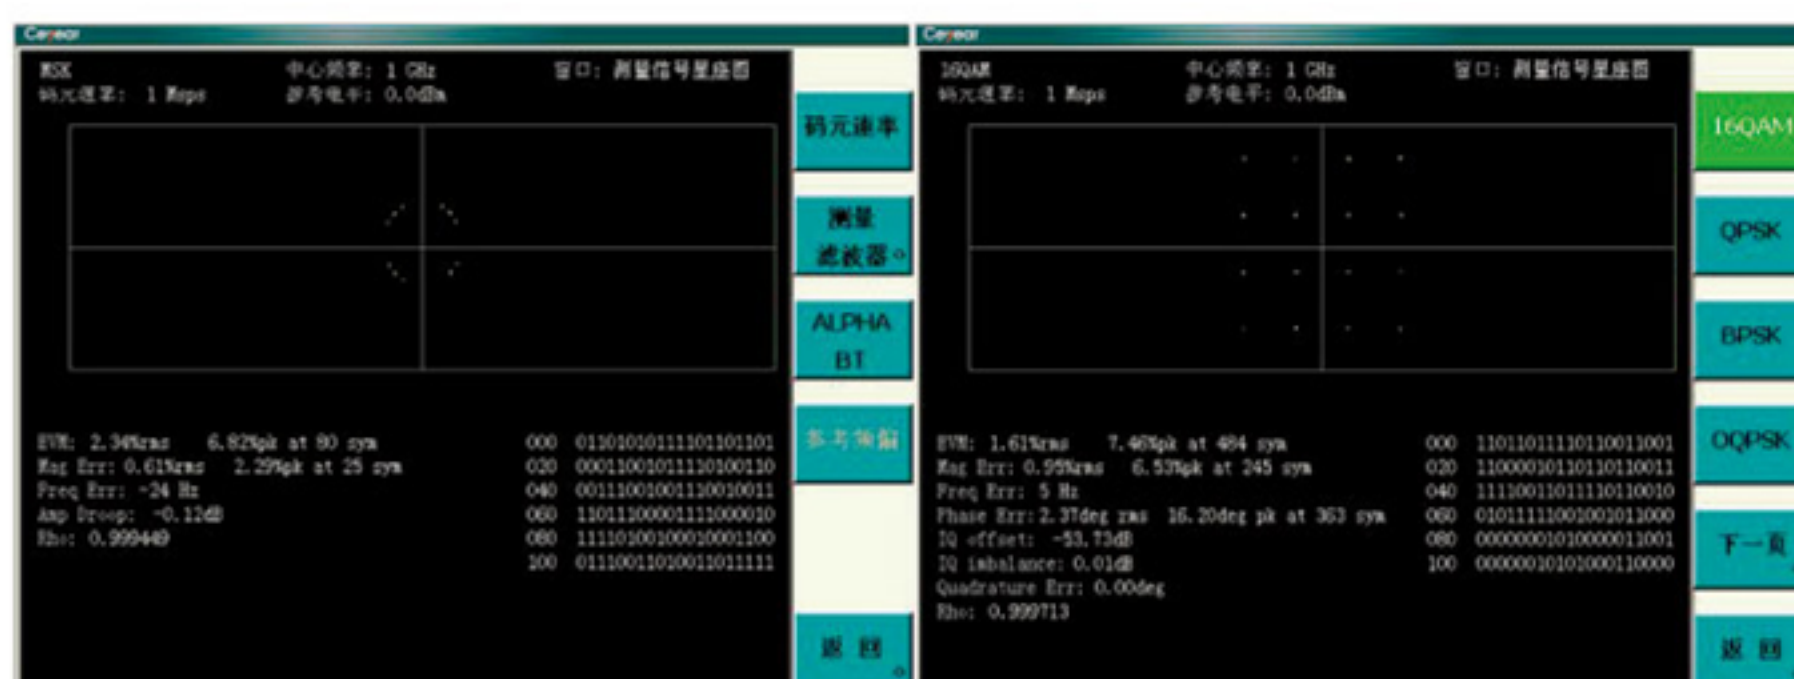 Ceyear
MSK 中心频率: 1 GHz 窗口: 测量信号星座图
码元速率: 1 Msps 参考电平: 0.0dBm
码元速率
测量
滤波器
ALPHA
BT
参考频偏
返 回
EVM: 2.34%rms 6.82%pk at 80 sym
Mag Err: 0.61%rms 2.29%pk at 25 sym
Freq Err: -24 Hz
Amp Droop: -0.12dB
Rho: 0.999449
000 01101010111101101101
020 00011001011110100110
040 00111001001110010011
060 11011100001111000010
080 11110100100010001100
100 01110011010011011111
Ceyear
16QAM 中心频率: 1 GHz 窗口: 测量信号星座图
码元速率: 1 Msps 参考电平: 0.0dBm
16QAM
QPSK
BPSK
OQPSK
下一页
返 回
EVM: 1.61%rms 7.46%pk at 484 sym
Mag Err: 0.95%rms 6.53%pk at 245 sym
Freq Err: 5 Hz
Phase Err: 2.37deg rms 16.20deg pk at 363 sym
IQ offset: -53.73dB
IQ imbalance: 0.01dB
Quadrature Err: 0.00deg
Rho: 0.999713
000 11011011110110011001
020 11000010110110110011
040 11110011011110110010
060 01011111001001011000
080 00000001010000011001
100 00000010101000110000